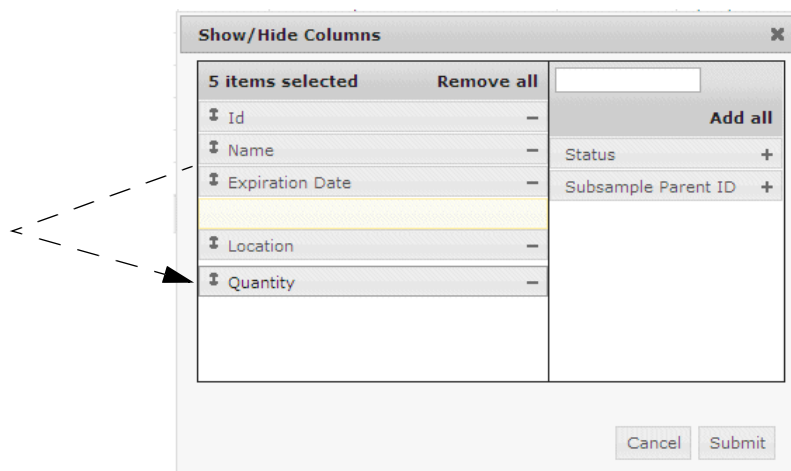 Show/Hide Columns
5 items selected Remove all
Add all
Id
Name
Expiration Date
Location
Quantity
Status
Subsample Parent ID
Cancel Submit